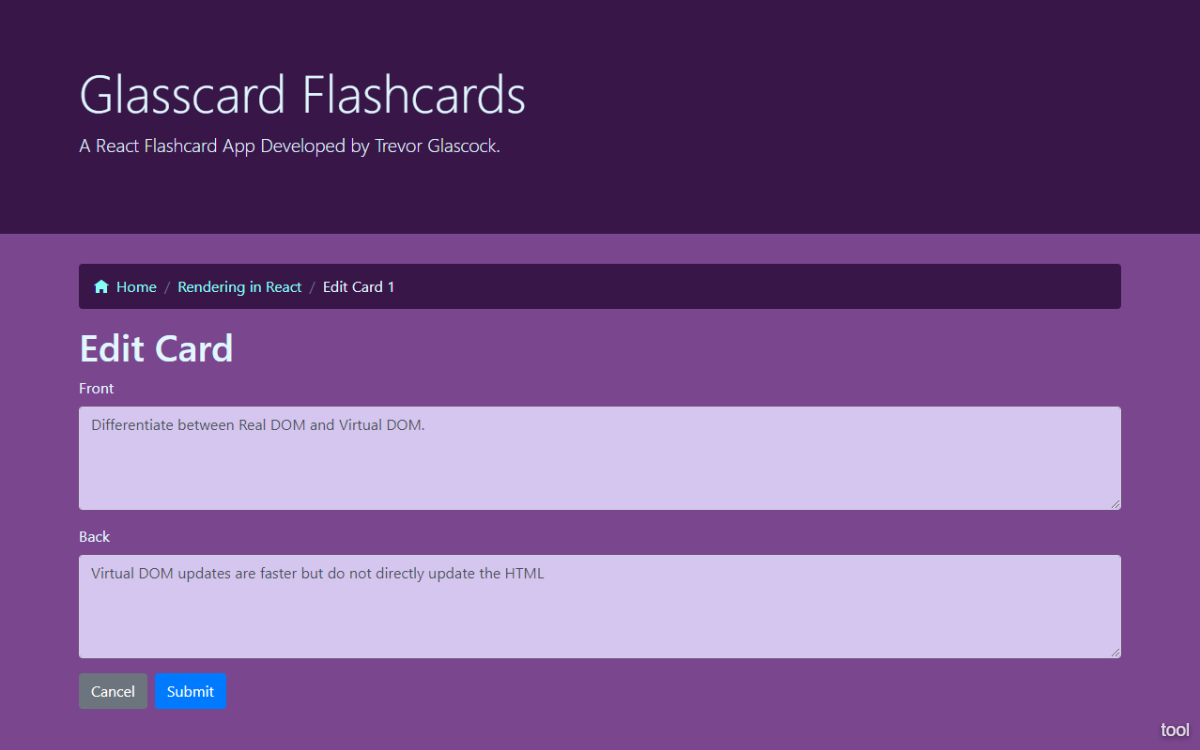 Glasscard Flashcards
A React Flashcard App Developed by Trevor Glascock.
Home / Rendering in React / Edit Card 1
Edit Card
Front
Differentiate between Real DOM and Virtual DOM.
Back
Virtual DOM updates are faster but do not directly update the HTML
Cancel Submit
tool